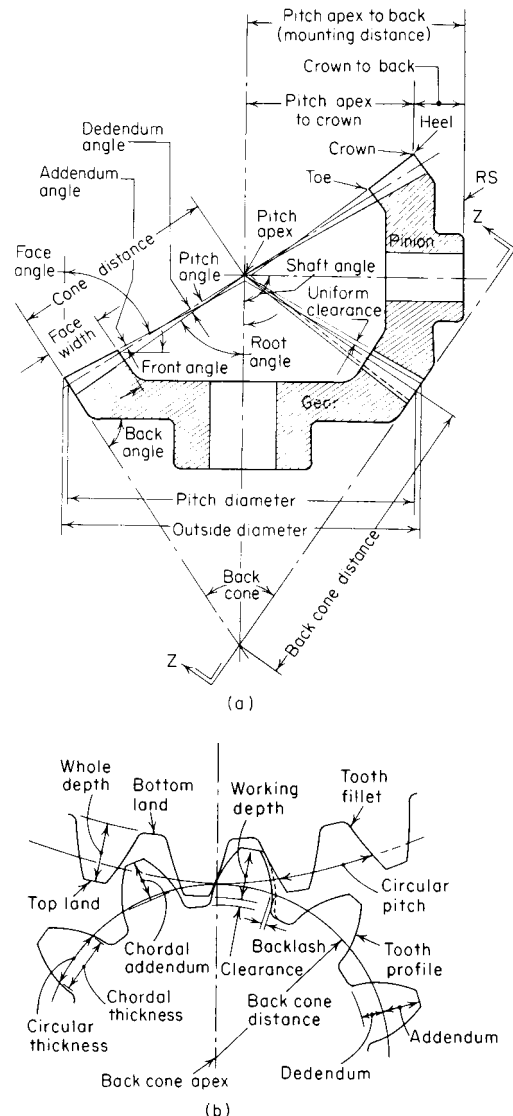 Pitch apex to back
(mounting distance)
Crown to back
Pitch apex
to crown
Dedendum
angle
Addendum
angle
Crown
Heel
Toe
RS
Z
Pitch
apex
Pinion
Face
angle
Cone distance
Pitch
angle
Shaft angle
Uniform
clearance
Face
width
Root
angle
Front angle
Gear
Back
angle
Pitch diameter
Outside diameter
Back
cone
Back cone distance
Z
(a)
Whole
depth
Bottom
land
Working
depth
Tooth
fillet
Top land
Circular
pitch
Chordal
addendum
Backlash
Clearance
Tooth
profile
Chordal
thickness
Back cone
distance
Circular
thickness
Addendum
Dedendum
Back cone apex
(b)